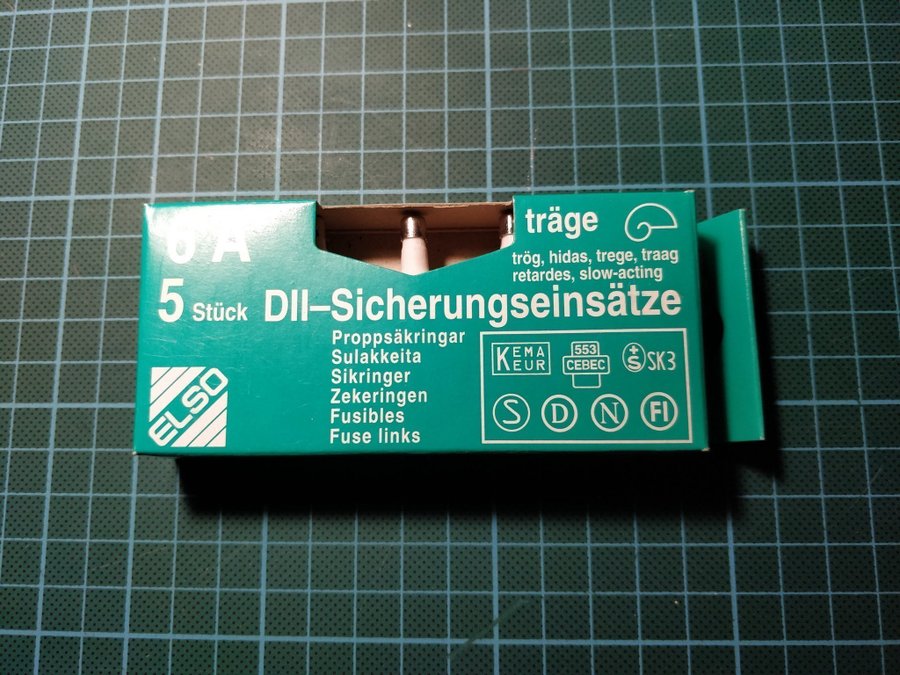 6 A
träge
trög, hidas, trege, traag
retardes, slow-acting
5 Stück DII–Sicherungseinsätze
Proppsäkringar
Sulakkeita
Sikringer
Zekeringen
Fusibles
Fuse links
ELSO
KEMA
KEUR
553
CEBEC
+S SK3
S D N FI